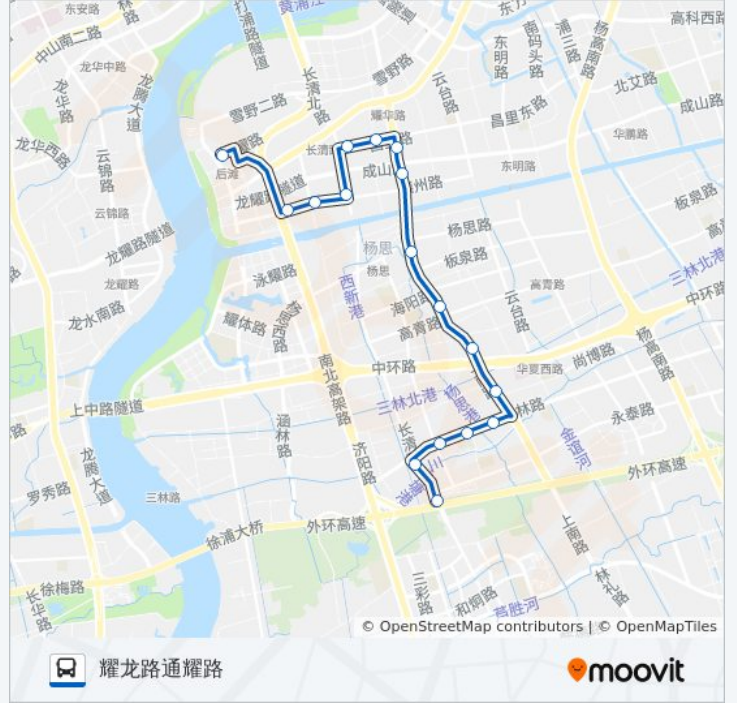 东安路
打浦路隧道
黄浦江
东方
高科西路
中山南二路
浦三路
杨高南路
南码头路
东明路
龙华中路
长清北路
雪野路
云台路
北艾路
龙华路
龙腾大道
雪野二路
耀华路
昌里东路
成山路
华鹏路
龙华西路
云锦路
后滩
长清
成山
东明路
龙耀
隧道
州路
板泉路
云锦路
龙耀路隧道
杨思路
杨思
板泉路
三林北港
泳耀路
杨思
龙耀路
西新港
高青路
中环路
海阳路
云台路
龙水南路
耀体路
杨思西路
高青路
杨高南路
南北高架路
中环路
华夏西路
尚博路
上中路隧道
三林北港
杨思港
林路
永泰路
路
涵林路
长清
济阳路
川
金谊河
龙腾大道
罗秀路
外环高速
三林路
徐浦大桥
外环高速
上南路
长徐梅路
长华路
三彩路
和炯路
林礼路
芦胜河
© OpenStreetMap contributors | © OpenMapTiles
耀龙路通耀路
moovit